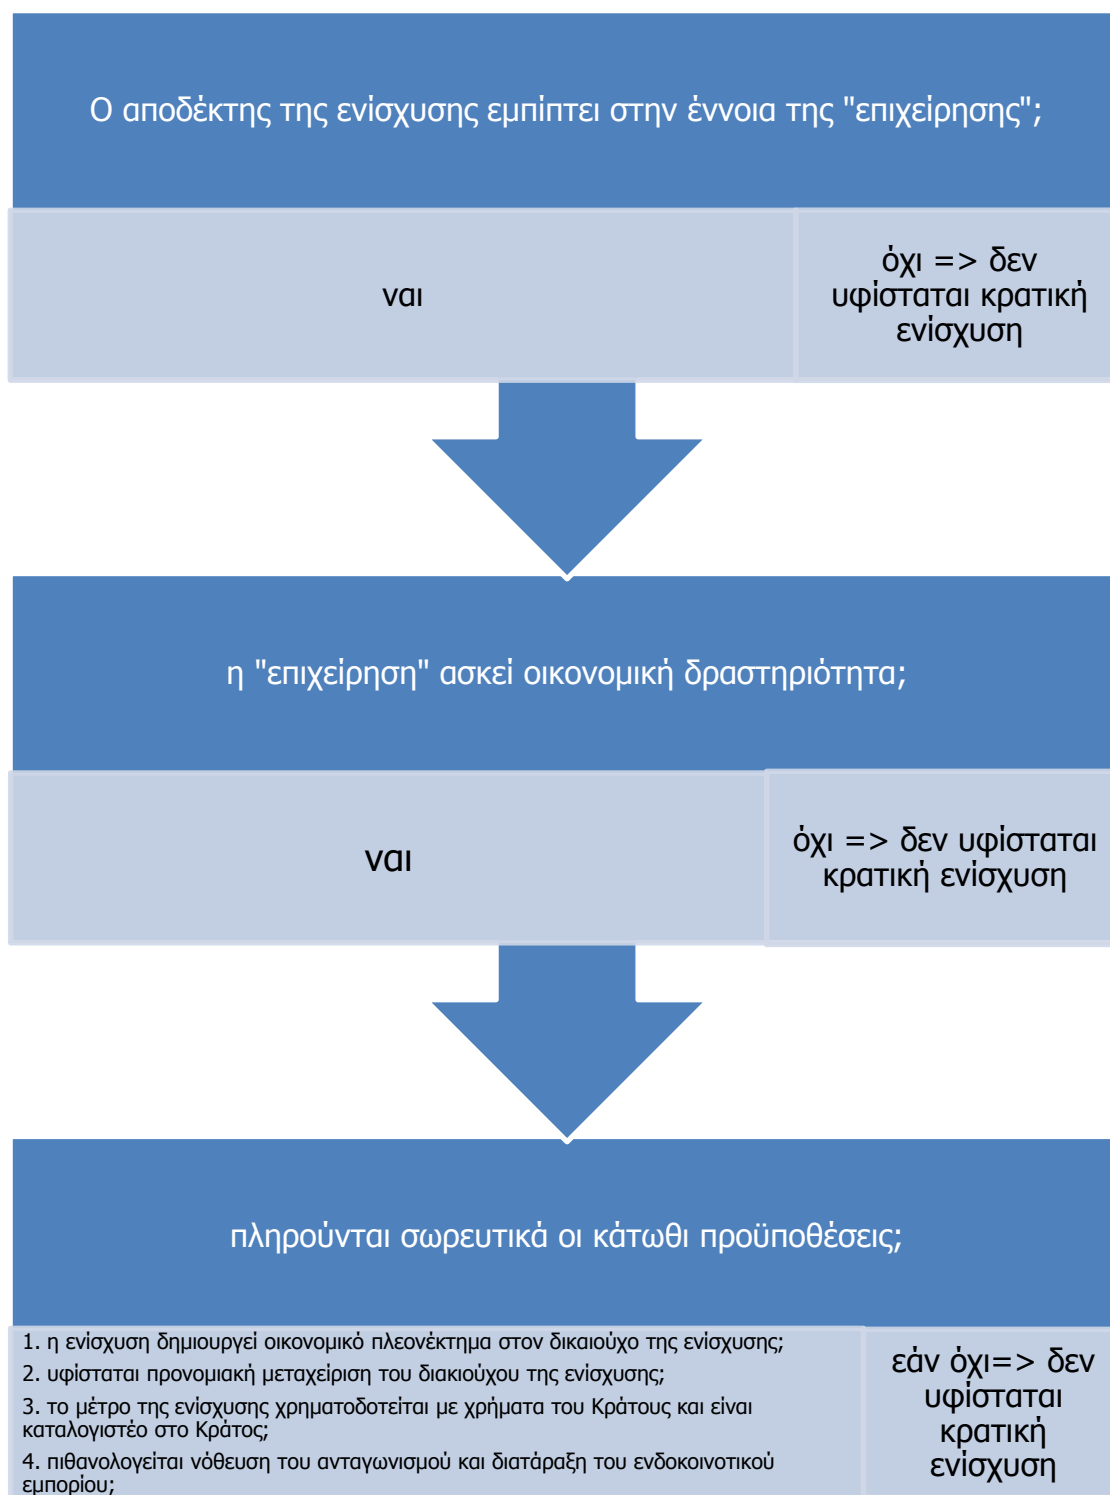 Ο αποδέκτης της ενίσχυσης εμπίπτει στην έννοια της "επιχείρησης";
ναι
όχι => δεν
υφίσταται κρατική
ενίσχυση
η "επιχείρηση" ασκεί οικονομική δραστηριότητα;
ναι
όχι => δεν υφίσταται
κρατική ενίσχυση
πληρούνται σωρευτικά οι κάτωθι προϋποθέσεις;
1. η ενίσχυση δημιουργεί οικονομικό πλεονέκτημα στον δικαιούχο της ενίσχυσης;
2. υφίσταται προνομιακή μεταχείριση του διακιούχου της ενίσχυσης;
3. το μέτρο της ενίσχυσης χρηματοδοτείται με χρήματα του Κράτους και είναι
καταλογιστέο στο Κράτος;
4. πιθανολογείται νόθευση του ανταγωνισμού και διατάραξη του ενδοκοινοτικού
εμπορίου;
εάν όχι=> δεν
υφίσταται
κρατική
ενίσχυση